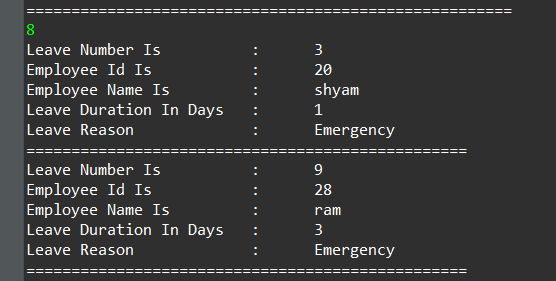 ======================================================
8
Leave Number Is          :      3
Employee Id Is           :      20
Employee Name Is         :      shyam
Leave Duration In Days   :      1
Leave Reason             :      Emergency
=================================================
Leave Number Is          :      9
Employee Id Is           :      28
Employee Name Is         :      ram
Leave Duration In Days   :      3
Leave Reason             :      Emergency
=================================================